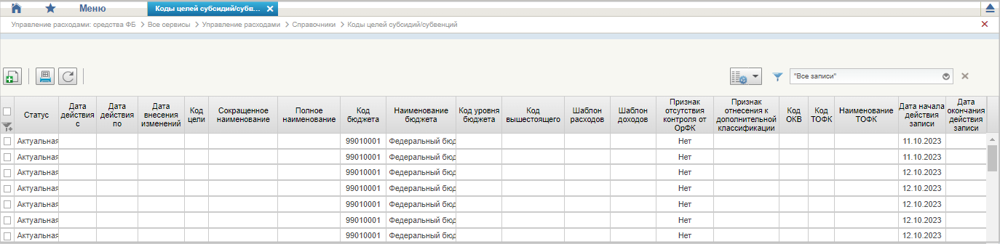 Меню Коды целей субсидий/субв...
Управление расходами: средства ФБ Все сервисы Управление расходами Справочники Коды целей субсидий/субвенций
"Все записи"
Статус Дата действия с Дата действия по Дата внесения изменений Код цели Сокращенное наименование Полное наименование Код бюджета Наименование бюджета Код уровня бюджета Код вышестоящего Шаблон расходов Шаблон доходов Признак отсутствия контроля от ОрФК Признак отнесения к дополнительной классификации Код ОКВ Код ТОФК Наименование ТОФК Дата начала действия записи Дата окончания действия записи
Актуальная 99010001 Федеральный бюд Нет 11.10.2023
Актуальная 99010001 Федеральный бюд Нет 11.10.2023
Актуальная 99010001 Федеральный бюд Нет 12.10.2023
Актуальная 99010001 Федеральный бюд Нет 12.10.2023
Актуальная 99010001 Федеральный бюд Нет 12.10.2023
Актуальная 99010001 Федеральный бюд Нет 12.10.2023
Актуальная 99010001 Федеральный бюд Нет 12.10.2023